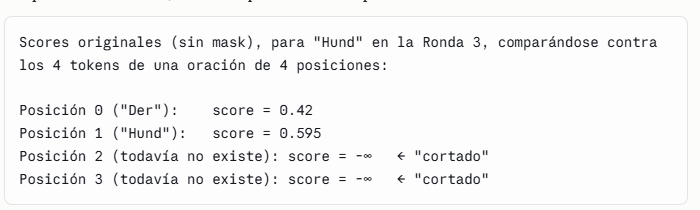 Scores originales (sin mask), para "Hund" en la Ronda 3, comparándose contra
los 4 tokens de una oración de 4 posiciones:
Posición 0 ("Der"):    score = 0.42
Posición 1 ("Hund"):   score = 0.595
Posición 2 (todavía no existe): score = -∞   ← "cortado"
Posición 3 (todavía no existe): score = -∞   ← "cortado"